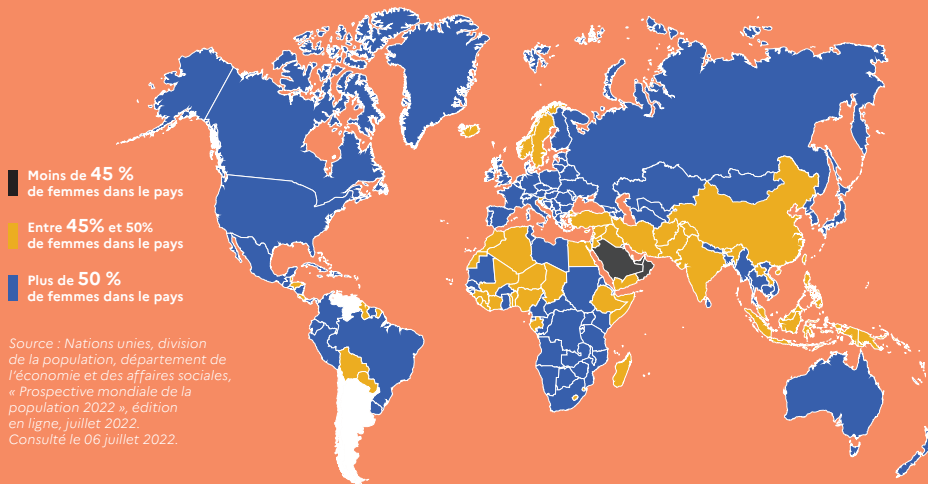 Moins de 45 %
de femmes dans le pays
Entre 45% et 50%
de femmes dans le pays
Plus de 50 %
de femmes dans le pays
Source : Nations unies, division
de la population, département de
l'économie et des affaires sociales,
« Prospective mondiale de la
population 2022 », édition
en ligne, juillet 2022.
Consulté le 06 juillet 2022.